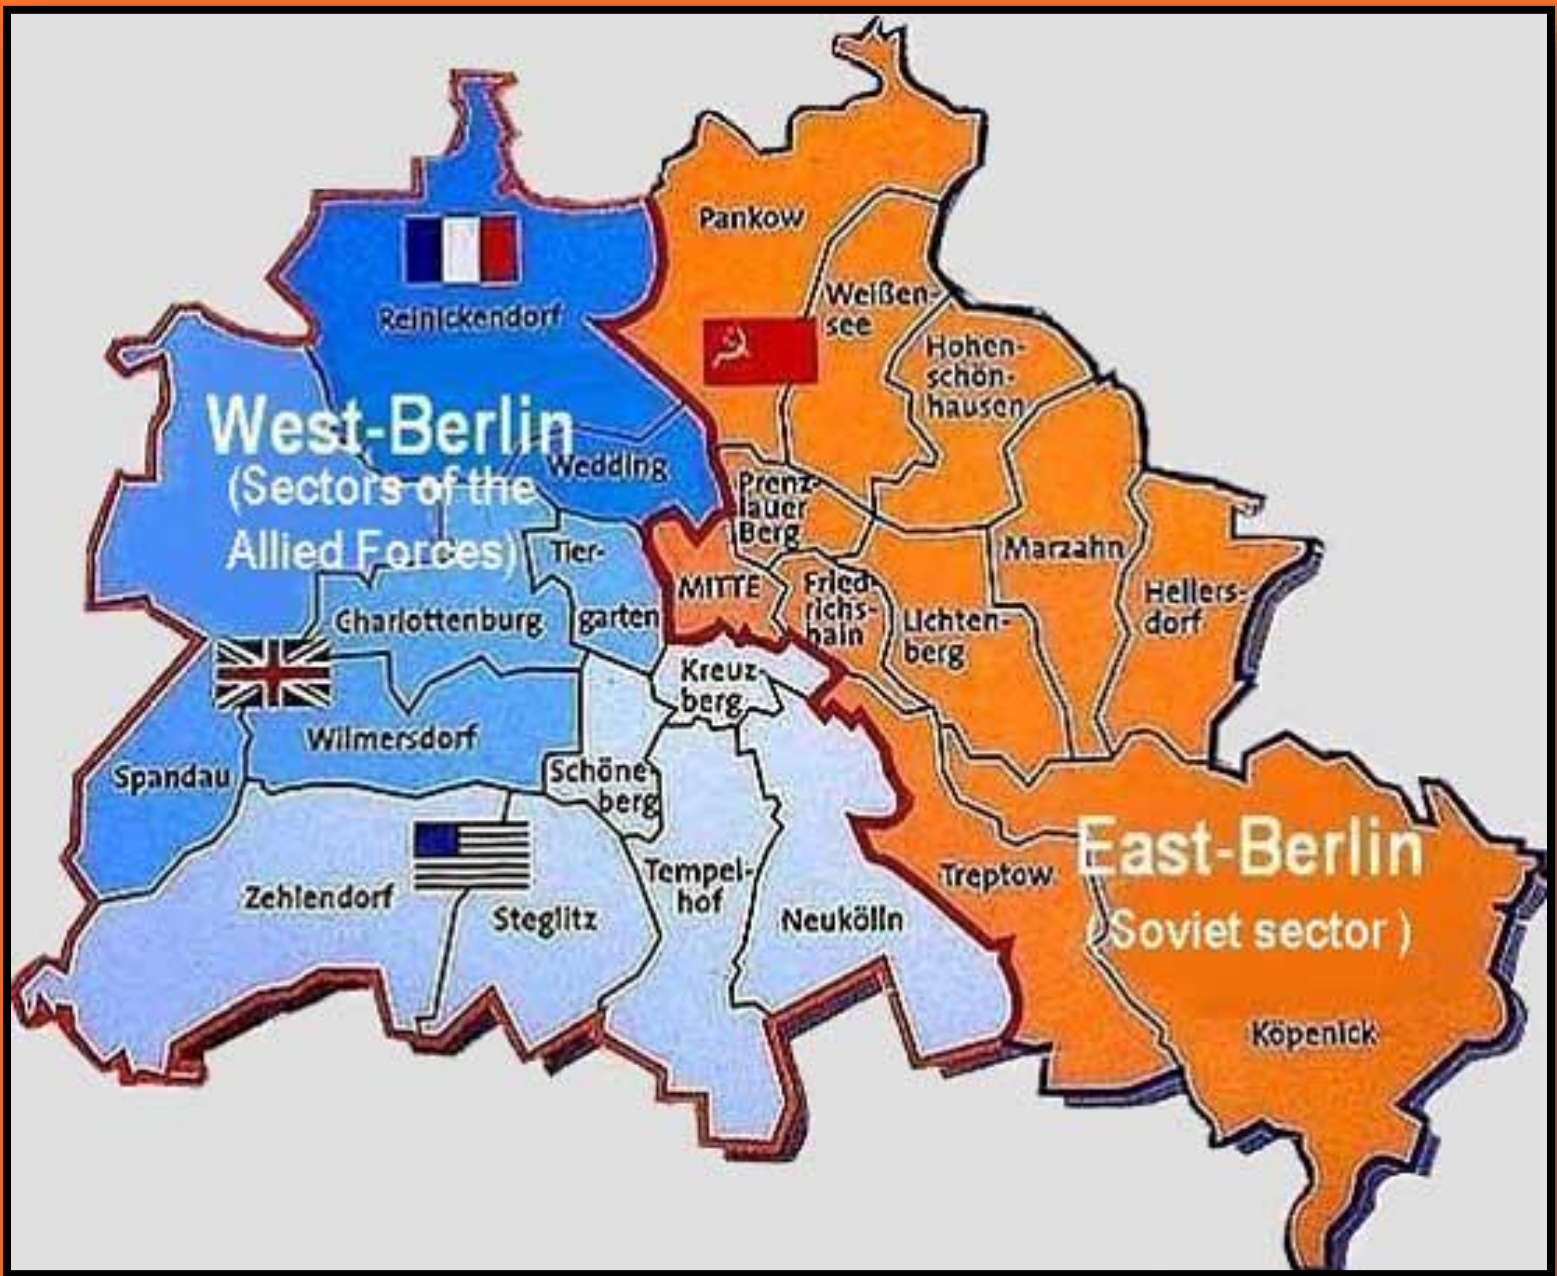 Pankow
Weißen-
see
Reinickendorf
Hohen-
schön-
hausen
West-Berlin
(Sectors of the
Allied Forces)
Wedding
Prenz-
lauer
Berg
Tier-
garten
MITTE
Fried-
richs-
hain
Marzahn
Hellers-
dorf
Lichten-
berg
Charlottenburg
Kreuz-
berg
Wilmersdorf
Spandau
Schöne-
berg
East-Berlin
(Soviet sector )
Treptow
Tempel-
hof
Zehlendorf
Steglitz
Neukölln
Köpenick